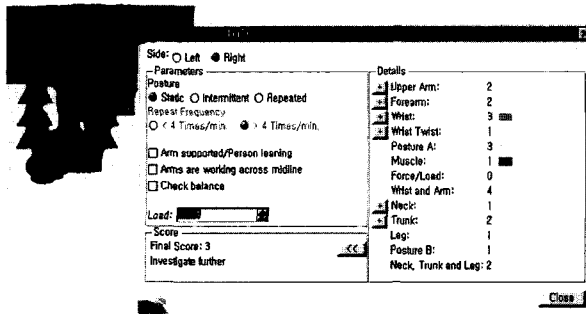 Side: Left Right
Parameters
Posture
Static Intermittent Repeated
Repeat Frequency
< 4 Times/min. > 4 Times/min.
Arm supported/Person leaning
Arms are working across midline
Check balance
Load:
Score
Final Score: 3
Investigate further
<<
Details
Upper Arm: 2
Forearm: 2
Wrist: 3
Wrist Twist: 1
Posture A: 3
Muscle: 1
Force/Load: 0
Wrist and Arm: 4
Neck: 1
Trunk: 2
Leg: 1
Posture B: 1
Neck, Trunk and Leg: 2
Close